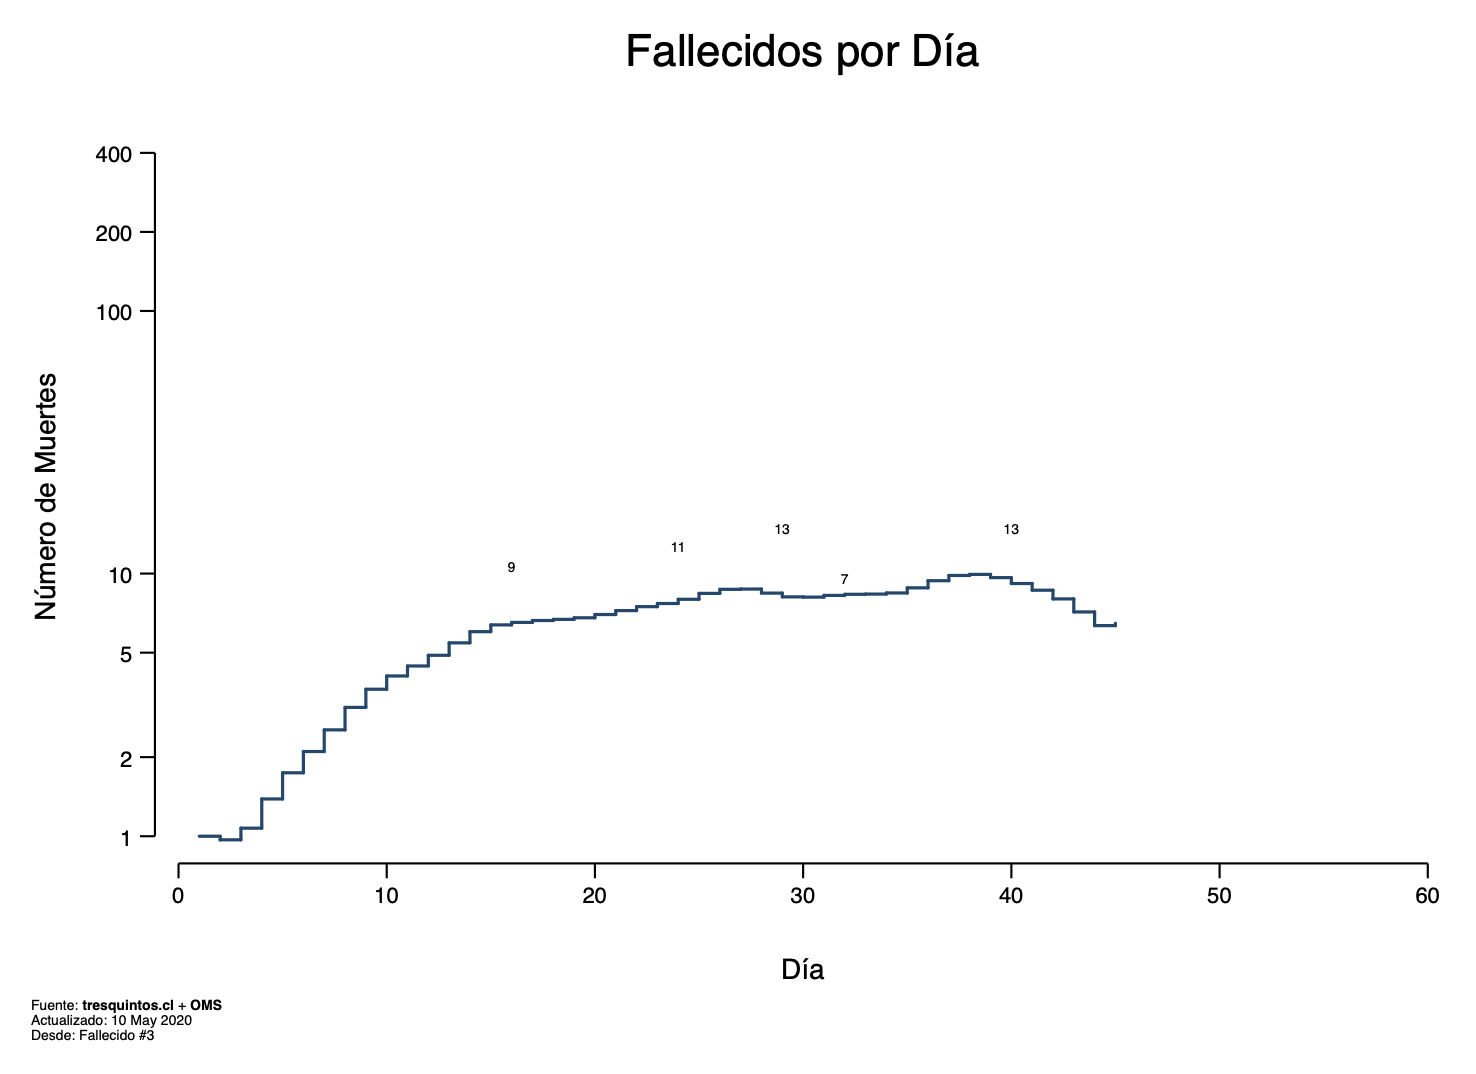 Fallecidos por Día
400
200
100
10
5
2
1
Número de Muertes
9
11
13
7
13
0 10 20 30 40 50 60
Día
Fuente: tresquintos.cl + OMS
Actualizado: 10 May 2020
Desde: Fallecido #3